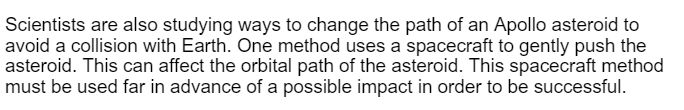 Scientists are also studying ways to change the path of an Apollo asteroid to
avoid a collision with Earth. One method uses a spacecraft to gently push the
asteroid. This can affect the orbital path of the asteroid. This spacecraft method
must be used far in advance of a possible impact in order to be successful.